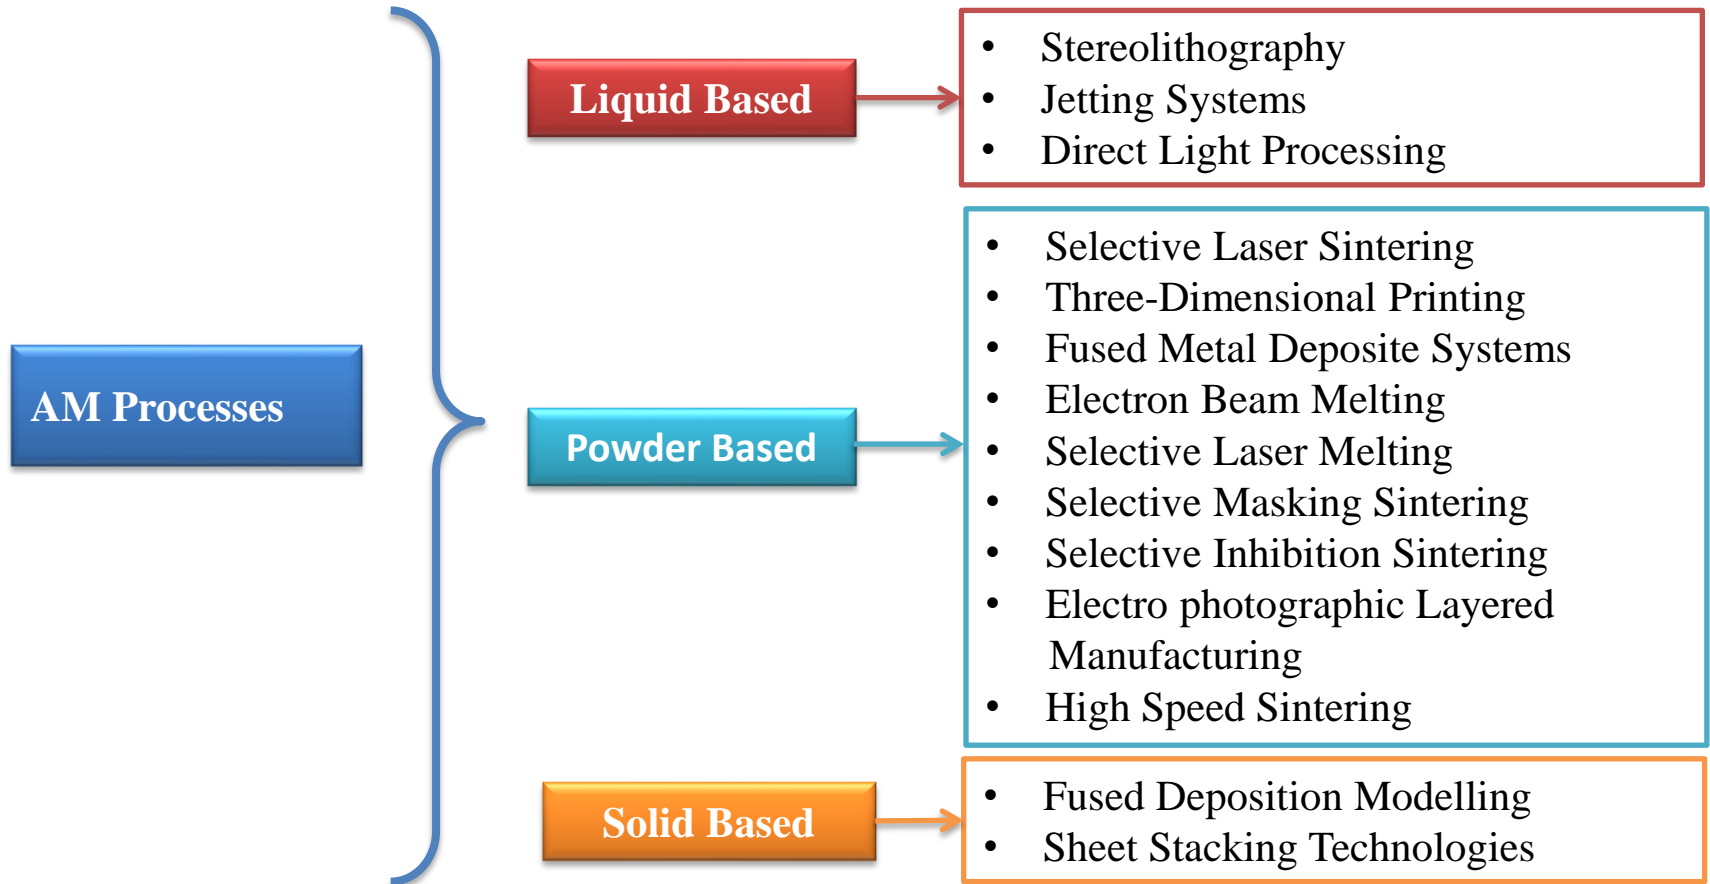 AM Processes
Liquid Based
• Stereolithography
• Jetting Systems
• Direct Light Processing
Powder Based
• Selective Laser Sintering
• Three-Dimensional Printing
• Fused Metal Deposite Systems
• Electron Beam Melting
• Selective Laser Melting
• Selective Masking Sintering
• Selective Inhibition Sintering
• Electro photographic Layered
Manufacturing
• High Speed Sintering
Solid Based
• Fused Deposition Modelling
• Sheet Stacking Technologies